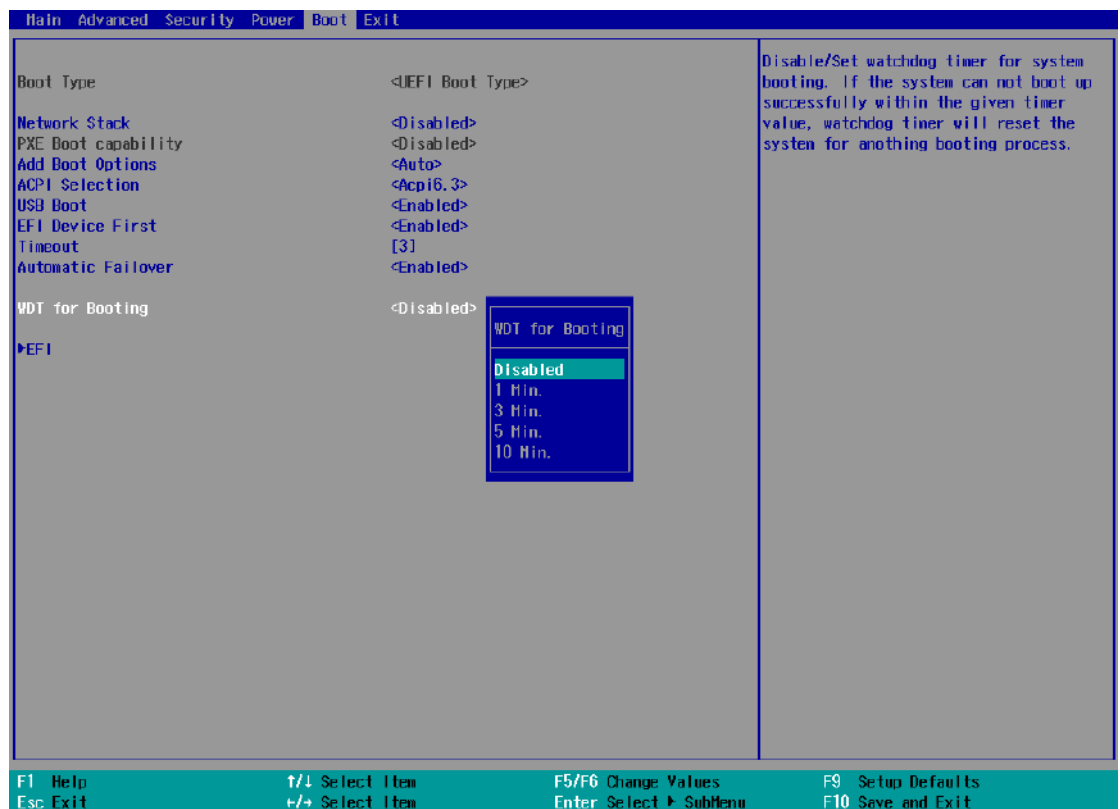 Main Advanced Security Power Boot Exit
Boot Type <UEFI Boot Type>
Network Stack <Disabled>
PXE Boot capability <Disabled>
Add Boot Options <Auto>
ACPI Selection <Acpi6.3>
USB Boot <Enabled>
EFI Device First <Enabled>
Timeout [3]
Automatic Failover <Enabled>
WDT for Booting <Disabled>
▶EFI
WDT for Booting
Disabled
1 Min.
3 Min.
5 Min.
10 Min.
Disable/Set watchdog timer for system
booting. If the system can not boot up
successfully within the given timer
value, watchdog timer will reset the
system for anothing booting process.
F1 Help ↑/↓ Select Item F5/F6 Change Values F9 Setup Defaults
Esc Exit ←/→ Select Item Enter Select ▶ SubMenu F10 Save and Exit